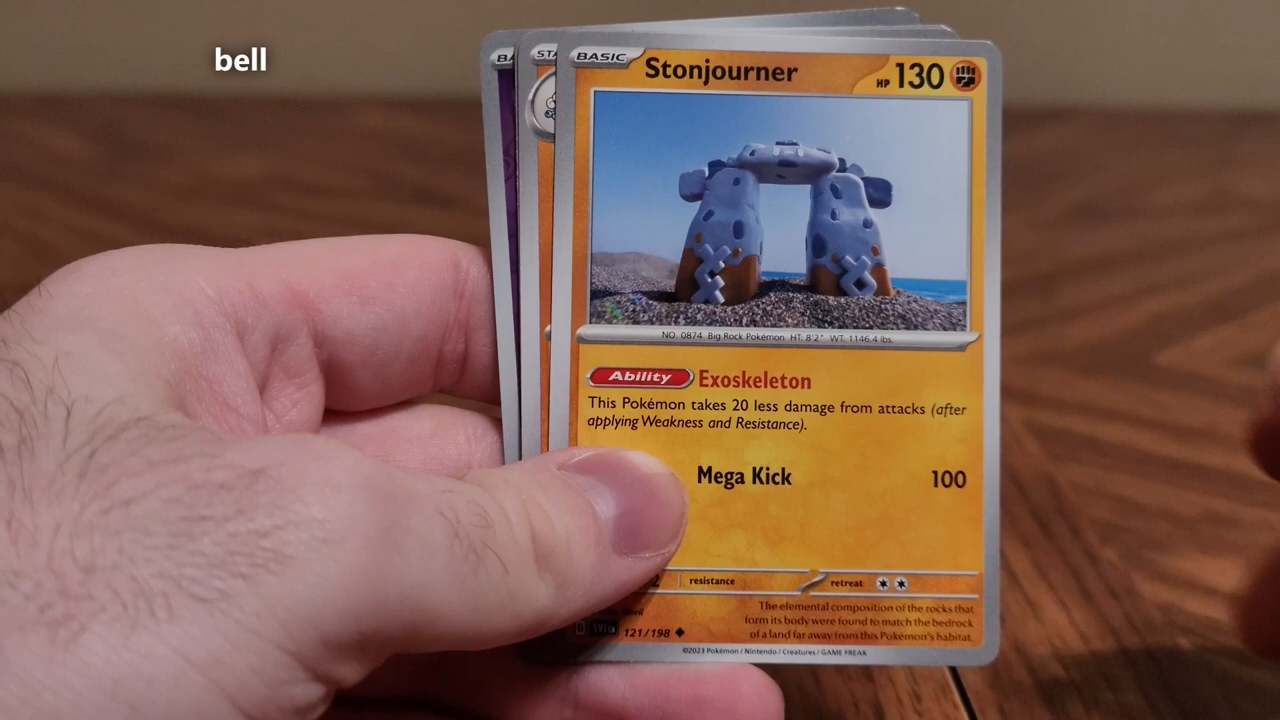 bell
BA
STA
BASIC
Stonjourner
HP 130
NO. 0874 Big Rock Pokémon HT: 8'2" WT: 1146.4 lbs.
Ability Exoskeleton
This Pokémon takes 20 less damage from attacks (after
applying Weakness and Resistance).
Mega Kick 100
resistance
retreat
The elemental composition of the rocks that
form its body were found to match the bedrock
of a land far away from this Pokémon's habitat.
121/198
©2023 Pokémon / Nintendo / Creatures / GAME FREAK